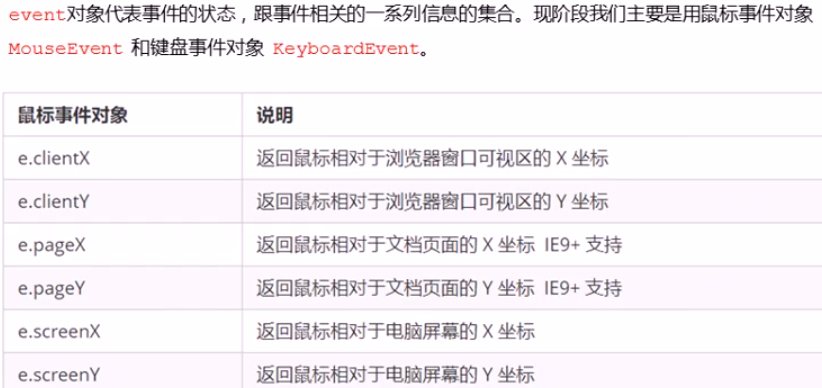 event对象代表事件的状态，跟事件相关的一系列信息的集合。现阶段我们主要是用鼠标事件对象
MouseEvent 和键盘事件对象 KeyboardEvent。
鼠标事件对象 说明
e.clientX 返回鼠标相对于浏览器窗口可视区的 X 坐标
e.clientY 返回鼠标相对于浏览器窗口可视区的 Y 坐标
e.pageX 返回鼠标相对于文档页面的 X 坐标 IE9+ 支持
e.pageY 返回鼠标相对于文档页面的 Y 坐标 IE9+ 支持
e.screenX 返回鼠标相对于电脑屏幕的 X 坐标
e.screenY 返回鼠标相对于电脑屏幕的 Y 坐标